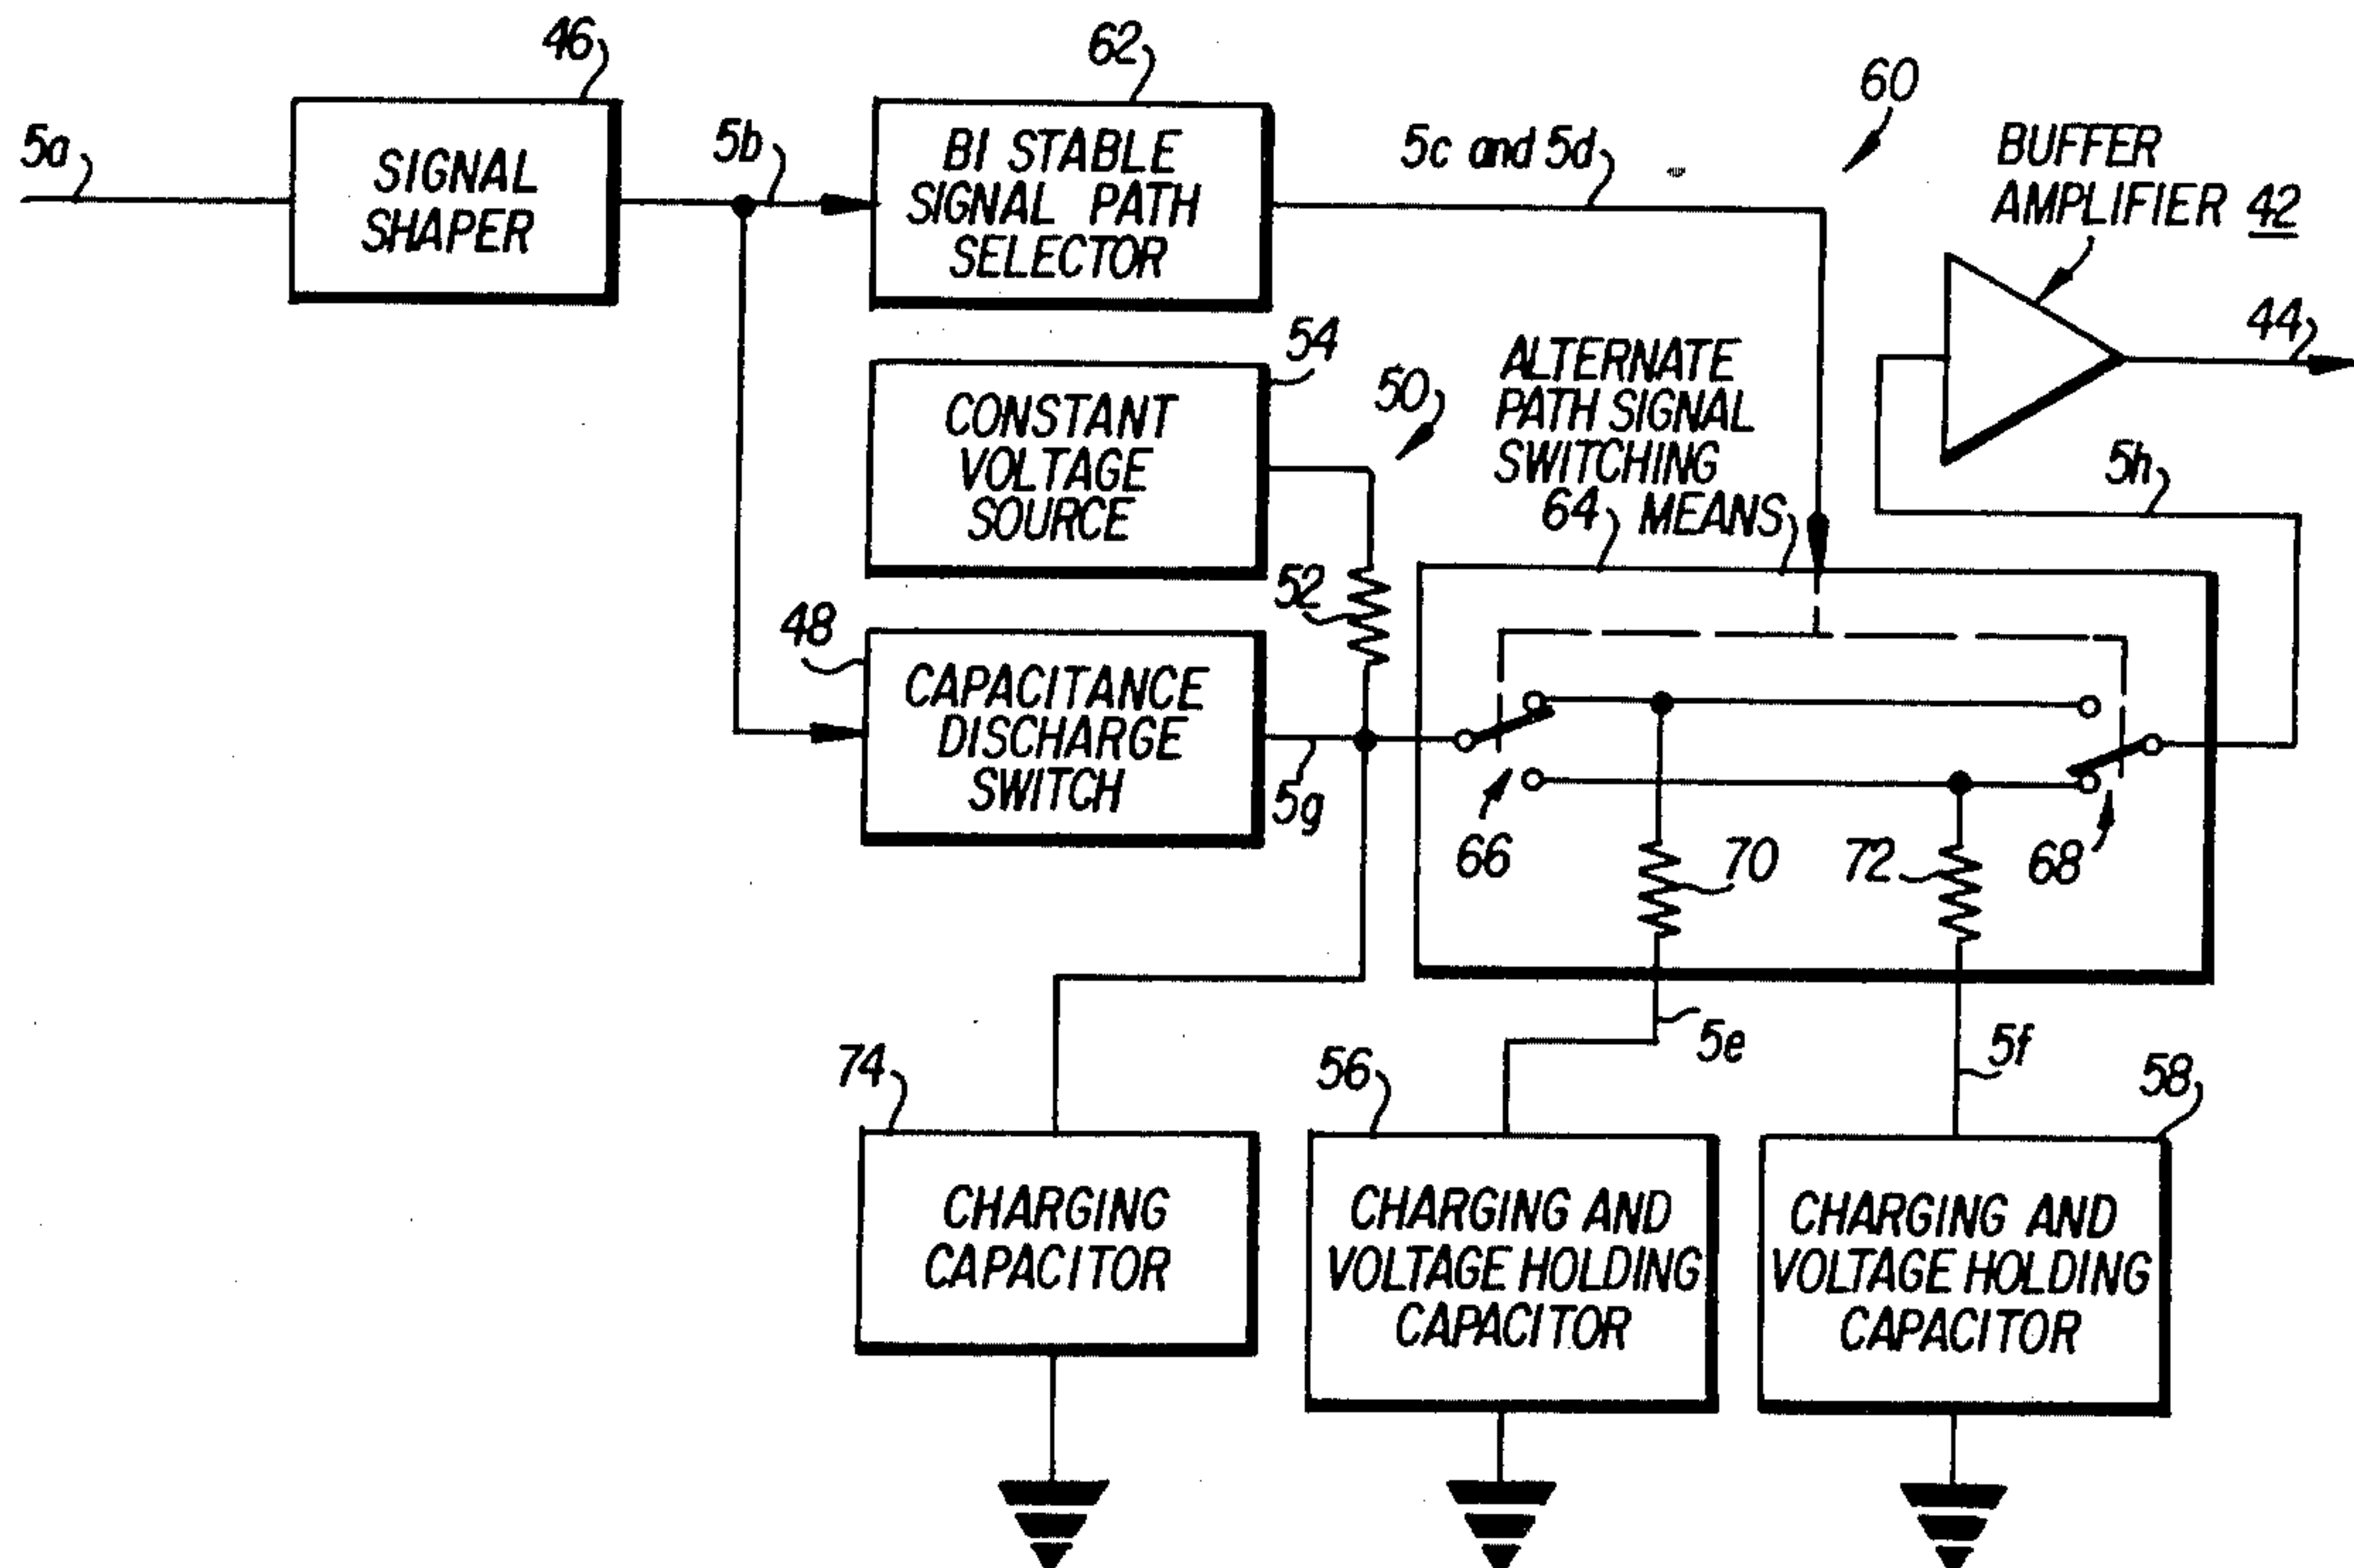 46
62
60
5a
SIGNAL
SHAPER
5b
BI STABLE
SIGNAL PATH
SELECTOR
5c and 5d
BUFFER
AMPLIFIER 42
44
54
CONSTANT
VOLTAGE
SOURCE
50
ALTERNATE
PATH SIGNAL
SWITCHING
64 MEANS
5h
52
48
CAPACITANCE
DISCHARGE
SWITCH
5g
66
70
72
68
5e
5f
74
56
58
CHARGING
CAPACITOR
CHARGING AND
VOLTAGE HOLDING
CAPACITOR
CHARGING AND
VOLTAGE HOLDING
CAPACITOR